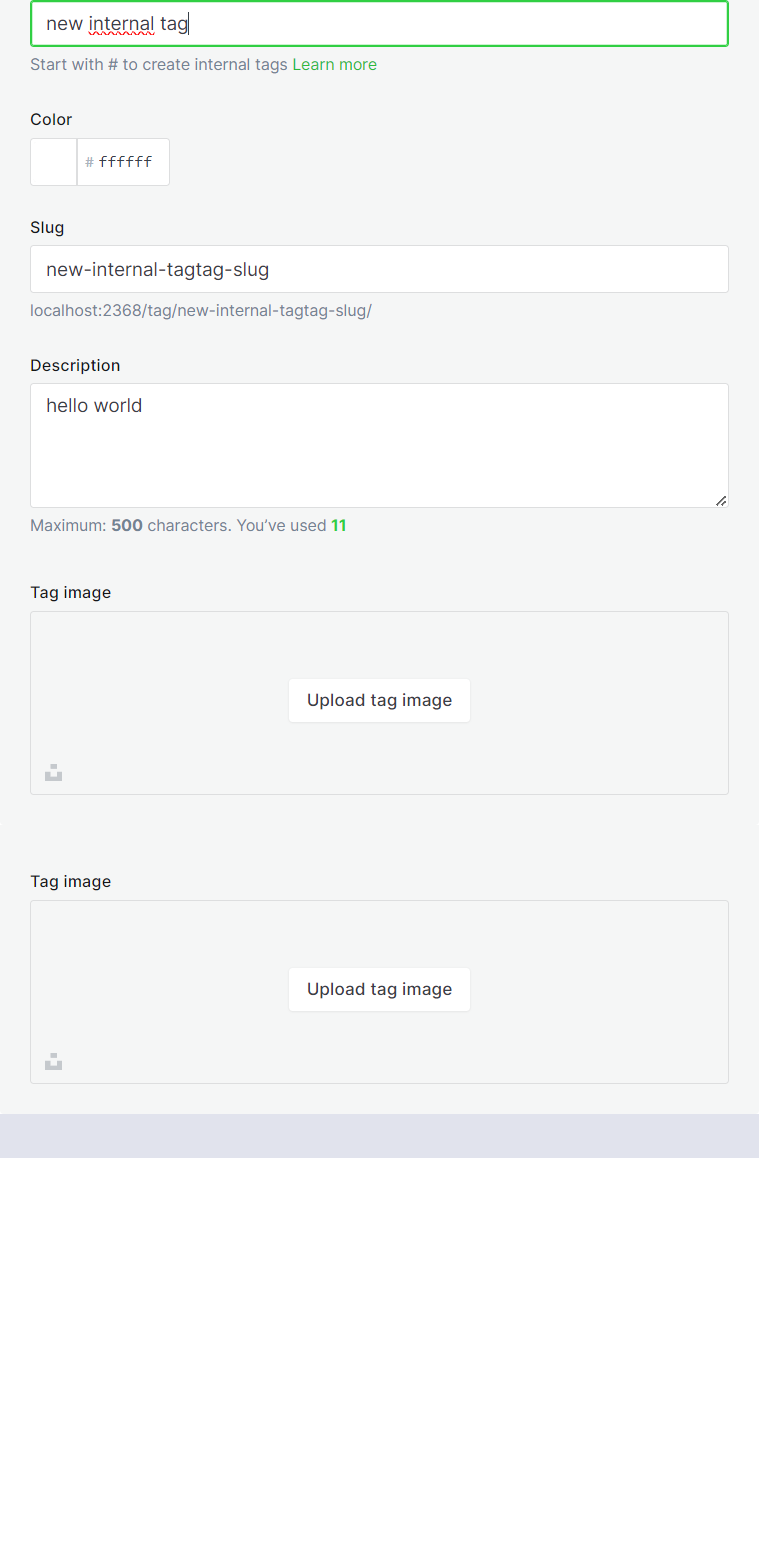 new internal tag
Start with # to create internal tags Learn more
Color
# ffffff
Slug
new-internal-tagtag-slug
localhost:2368/tag/new-internal-tagtag-slug/
Description
hello world
Maximum: 500 characters. You’ve used 11
Tag image
Upload tag image
Tag image
Upload tag image